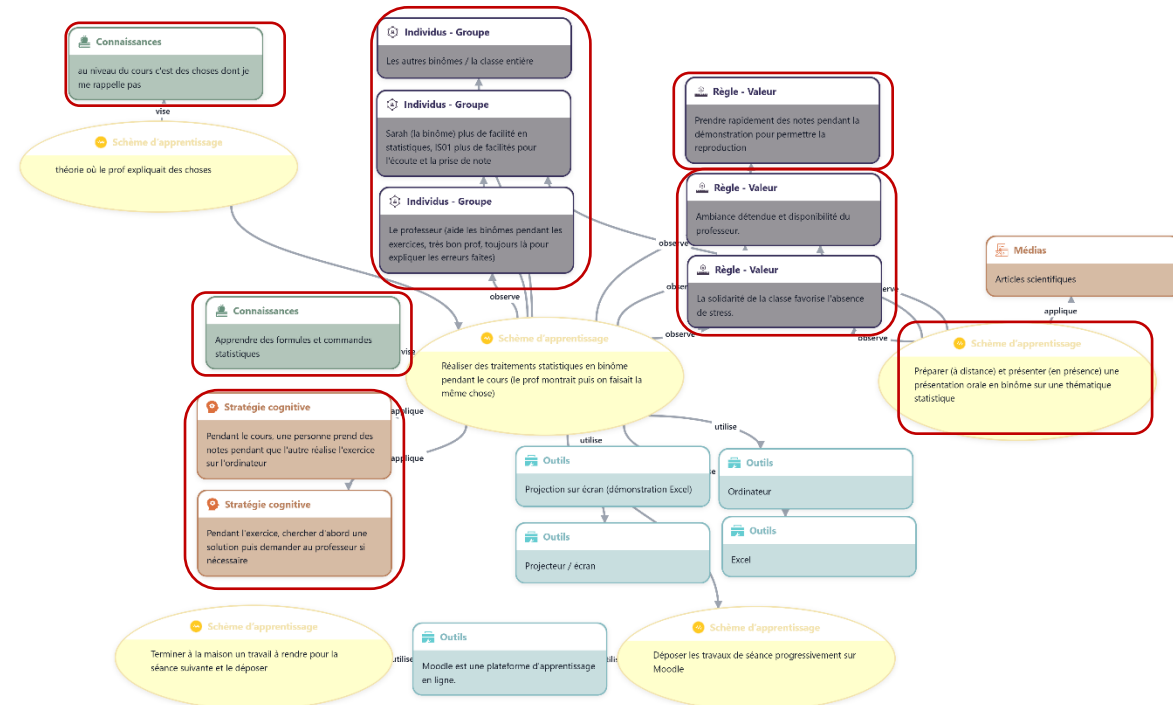 Connaissances
au niveau du cours c'est des choses dont je
me rappelle pas
vise
Schème d'apprentissage
théorie où le prof expliquait des choses
Individus - Groupe
Les autres binômes / la classe entière
Individus - Groupe
Sarah (la binôme) plus de facilité en
statistiques, IS01 plus de facilités pour
l'écoute et la prise de note
Individus - Groupe
Le professeur (aide les binômes pendant les
exercices, très bon prof, toujours là pour
expliquer les erreurs faites)
observe
Règle - Valeur
Prendre rapidement des notes pendant la
démonstration pour permettre la
reproduction
Règle - Valeur
Ambiance détendue et disponibilité du
professeur.
observe
Règle - Valeur
La solidarité de la classe favorise l'absence
de stress.
observe
observe
Médias
Articles scientifiques
applique
Schème d'apprentissage
Préparer (à distance) et présenter (en présence) une
présentation orale en binôme sur une thématique
statistique
Connaissances
Apprendre des formules et commandes
statistiques
vise
Schème d'apprentissage
Réaliser des traitements statistiques en binôme
pendant le cours (le prof montrait puis on faisait la
même chose)
Stratégie cognitive
Pendant le cours, une personne prend des
notes pendant que l'autre réalise l'exercice
sur l'ordinateur
applique
applique
Stratégie cognitive
Pendant l'exercice, chercher d'abord une
solution puis demander au professeur si
nécessaire
utilise
utilise
Outils
Projection sur écran (démonstration Excel)
Outils
Ordinateur
Outils
Projecteur / écran
Outils
Excel
Schème d'apprentissage
Terminer à la maison un travail à rendre pour la
séance suivante et le déposer
utilise
Outils
Moodle est une plateforme d'apprentissage
en ligne.
Schème d'apprentissage
Déposer les travaux de séance progressivement sur
Moodle